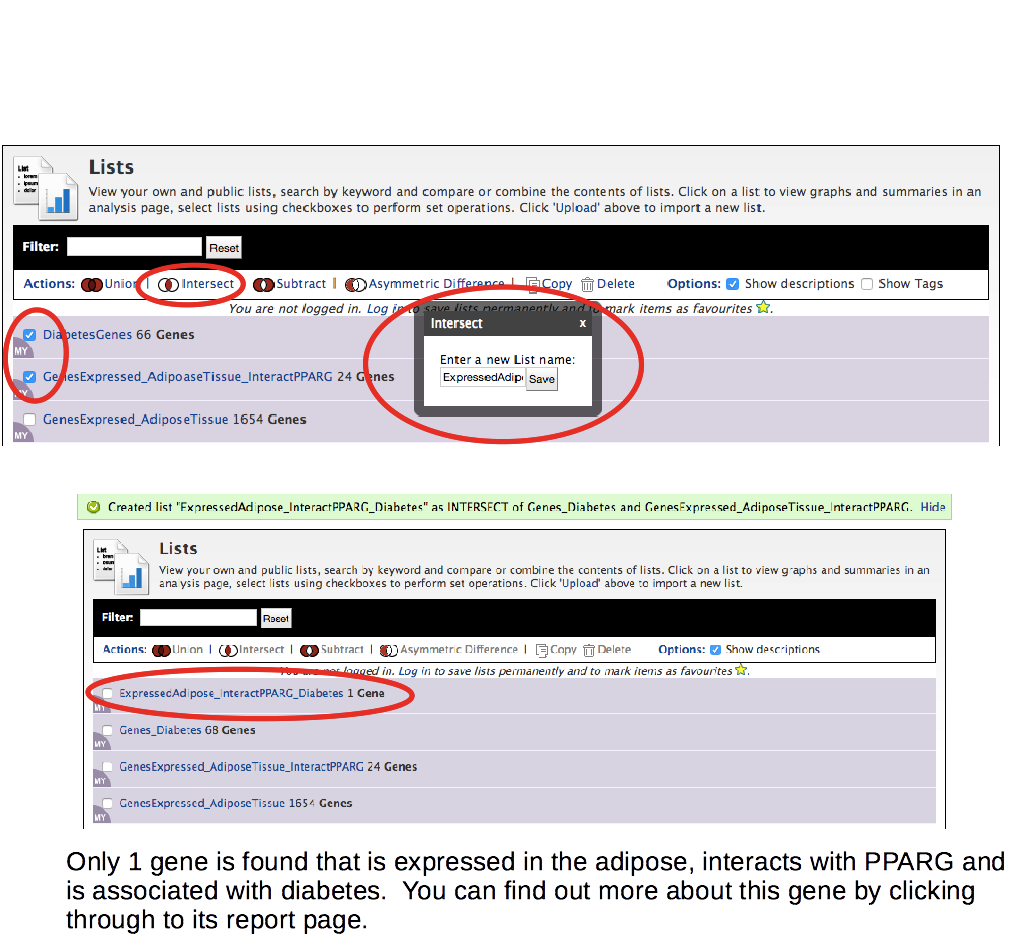 Lists
View your own and public lists, search by keyword and compare or combine the contents of lists. Click on a list to view graphs and summaries in an
analysis page, select lists using checkboxes to perform set operations. Click 'Upload' above to import a new list.
Filter: Reset
Actions: Union | Intersect Subtract | Asymmetric Difference | Copy Delete Options: Show descriptions Show Tags
You are not logged in. Log in to save lists permanently and to mark items as favourites .
Intersect x
DiabetesGenes 66 Genes
MY
Enter a new List name:
ExpressedAdip Save
GenesExpressed_AdipoaseTissue_InteractPPARG 24 Genes
MY
GenesExpresed_AdiposeTissue 1654 Genes
MY
Created list "ExpressedAdipose_InteractPPARG_Diabetes" as INTERSECT of Genes_Diabetes and GenesExpressed_AdiposeTissue_InteractPPARG. Hide
Lists
View your own and public lists, search by keyword and compare or combine the contents of lists. Click on a list to view graphs and summaries in an
analysis page, select lists using checkboxes to perform set operations. Click 'Upload' above to import a new list.
Filter: Reset
Actions: Union | Intersect | Subtract | Asymmetric Difference | Copy Delete Options: Show descriptions
You are not logged in. Log in to save lists permanently and to mark items as favourites .
ExpressedAdipose_InteractPPARG_Diabetes 1 Gene
MY
Genes_Diabetes 68 Genes
MY
GenesExpressed_AdiposeTissue_InteractPPARG 24 Genes
MY
GenesExpressed_AdiposeTissue 1654 Genes
MY
Only 1 gene is found that is expressed in the adipose, interacts with PPARG and
is associated with diabetes. You can find out more about this gene by clicking
through to its report page.